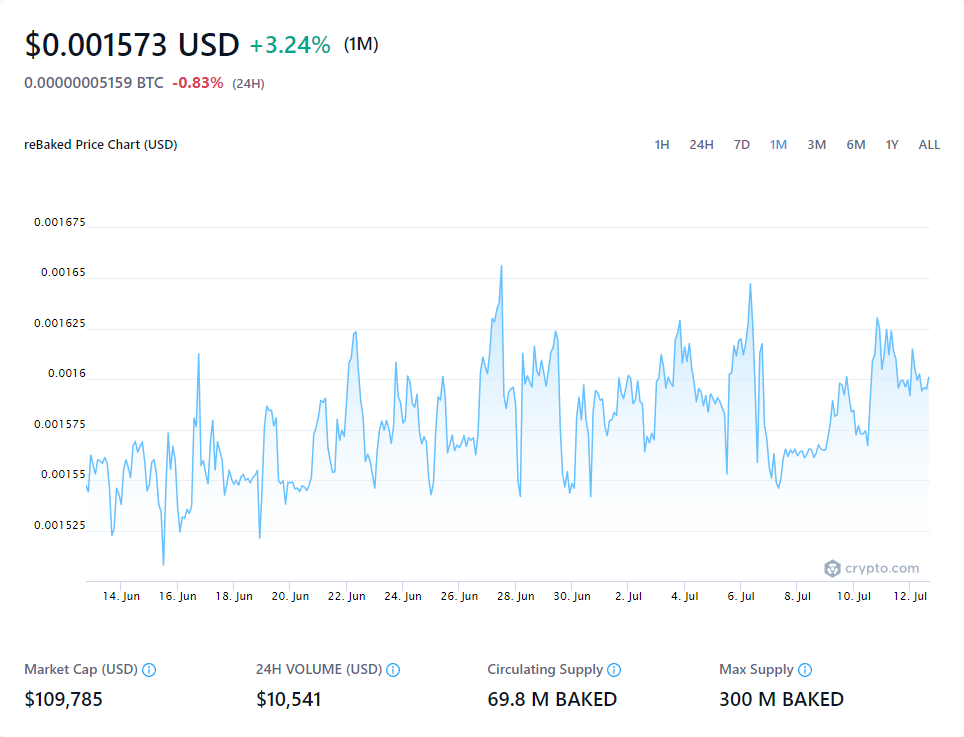 $0.001573 USD +3.24% (1M)
0.00000005159 BTC -0.83% (24H)
reBaked Price Chart (USD) 1H 24H 7D 1M 3M 6M 1Y ALL
0.001675
0.00165
0.001625
0.0016
0.001575
0.00155
0.001525
crypto.com
14. Jun 16. Jun 18. Jun 20. Jun 22. Jun 24. Jun 26. Jun 28. Jun 30. Jun 2. Jul 4. Jul 6. Jul 8. Jul 10. Jul 12. Jul
Market Cap (USD) 24H VOLUME (USD) Circulating Supply Max Supply
$109,785 $10,541 69.8 M BAKED 300 M BAKED